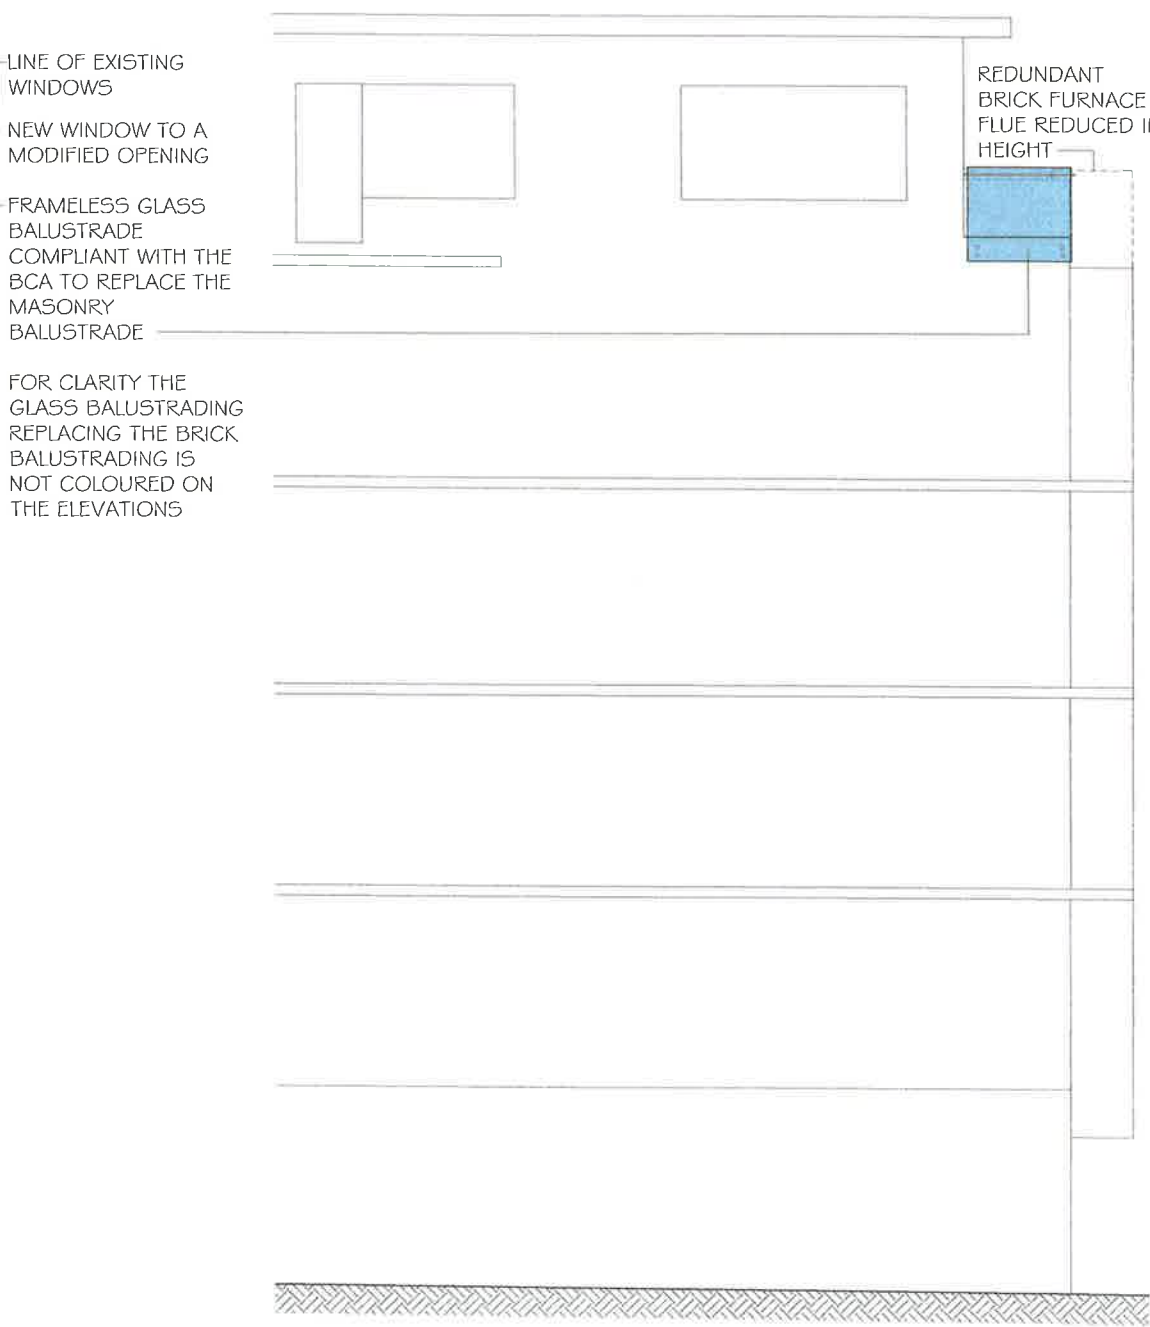 LINE OF EXISTING
WINDOWS
NEW WINDOW TO A
MODIFIED OPENING
FRAMELESS GLASS
BALUSTRADE
COMPLIANT WITH THE
BCA TO REPLACE THE
MASONRY
BALUSTRADE
FOR CLARITY THE
GLASS BALUSTRADING
REPLACING THE BRICK
BALUSTRADING IS
NOT COLOURED ON
THE ELEVATIONS
REDUNDANT
BRICK FURNACE
FLUE REDUCED
HEIGHT